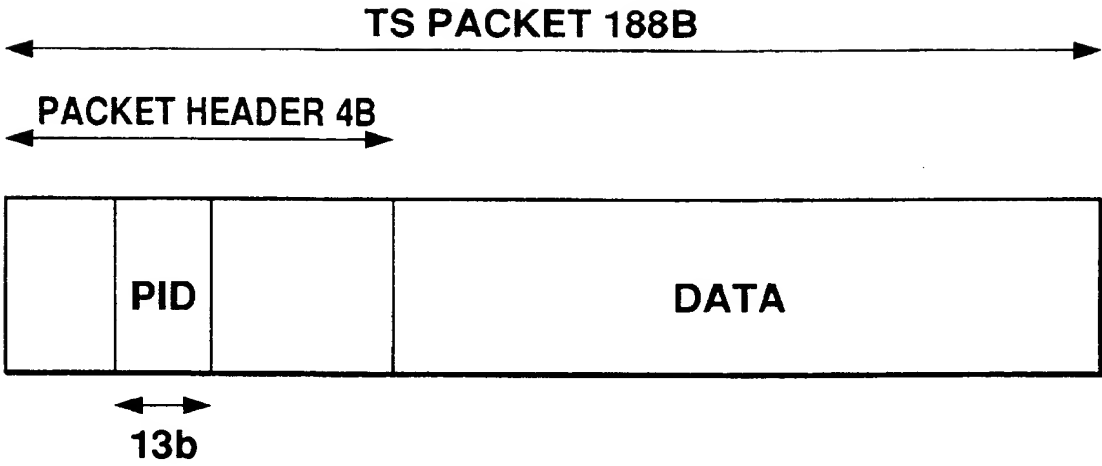 TS PACKET 188B
PACKET HEADER 4B
PID
DATA
13b